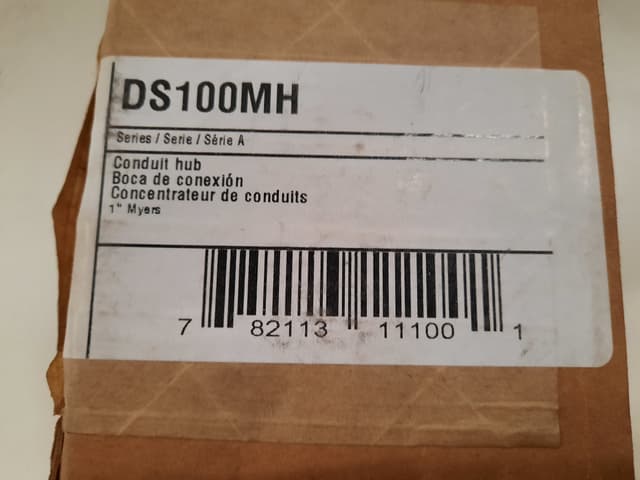 DS100MH
Series / Serie / Série A
Conduit hub
Boca de conexión
Concentrateur de conduits
1" Myers
7 82113 11100 1